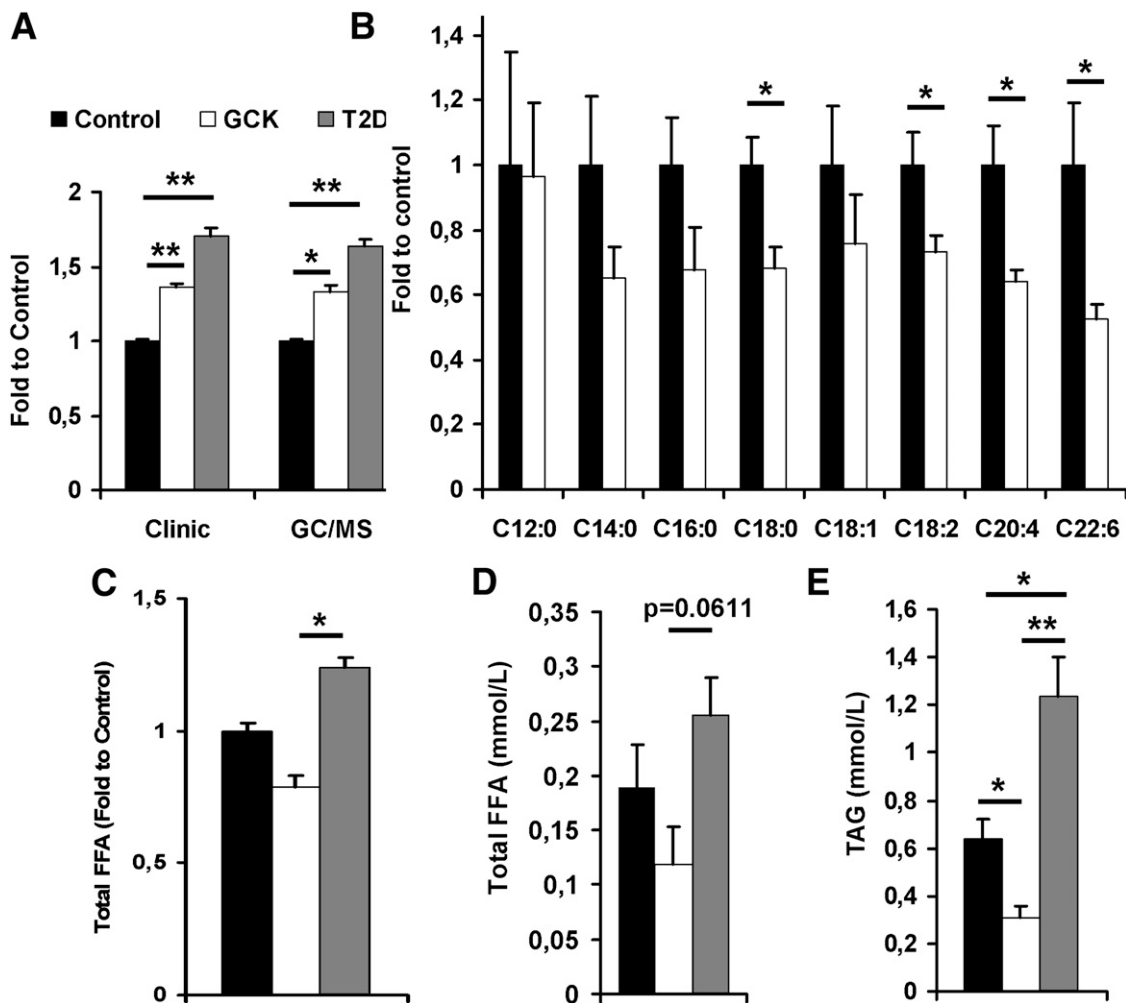 A
Control GCK T2D
Fold to Control
2
1,5
1
0,5
0
** ** ** *
Clinic GC/MS
B
Fold to control
1,4
1,2
1
0,8
0,6
0,4
0,2
0
* * * *
C12:0 C14:0 C16:0 C18:0 C18:1 C18:2 C20:4 C22:6
C
Total FFA (Fold to Control)
1,5
1
0,5
0
*
D
Total FFA (mmol/L)
0,35
0,3
0,25
0,2
0,15
0,1
0,05
0
p=0.0611
E
TAG (mmol/L)
1,6
1,4
1,2
1
0,8
0,6
0,4
0,2
0
*
**
*